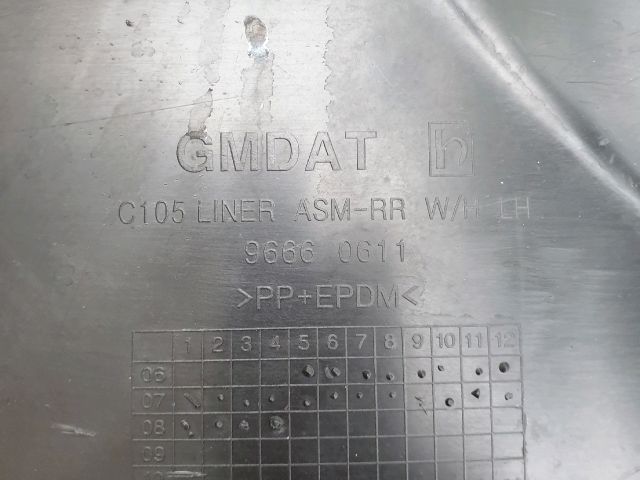 GMDAT h
C105 LINER ASM-RR W/H LH
9666 0611
>PP+EPDM<
1 2 3 4 5 6 7 8 9 10 11 12
06
07
08
09